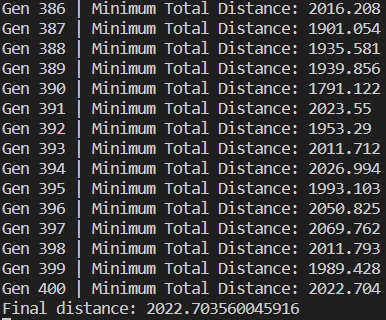 Gen 386 | Minimum Total Distance: 2016.208
Gen 387 | Minimum Total Distance: 1901.054
Gen 388 | Minimum Total Distance: 1935.581
Gen 389 | Minimum Total Distance: 1939.856
Gen 390 | Minimum Total Distance: 1791.122
Gen 391 | Minimum Total Distance: 2023.55
Gen 392 | Minimum Total Distance: 1953.29
Gen 393 | Minimum Total Distance: 2011.712
Gen 394 | Minimum Total Distance: 2026.994
Gen 395 | Minimum Total Distance: 1993.103
Gen 396 | Minimum Total Distance: 2050.825
Gen 397 | Minimum Total Distance: 2069.762
Gen 398 | Minimum Total Distance: 2011.793
Gen 399 | Minimum Total Distance: 1989.428
Gen 400 | Minimum Total Distance: 2022.704
Final distance: 2022.703560045916